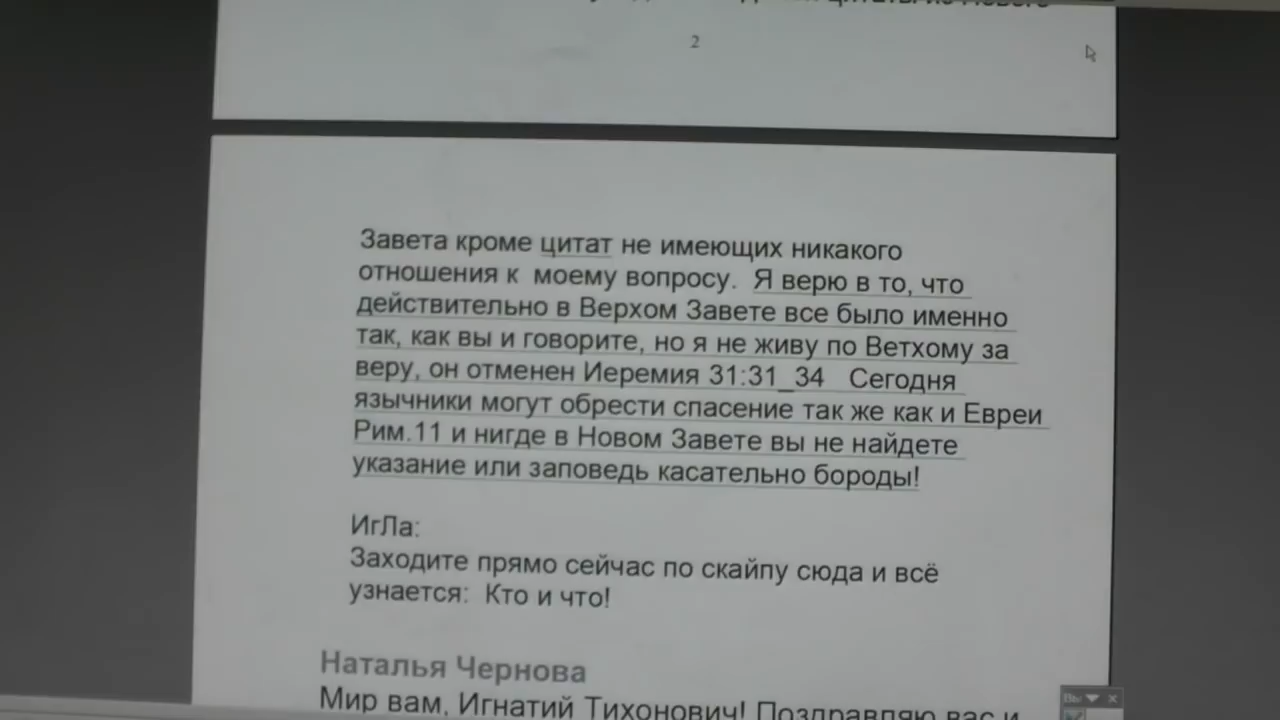 2
Завета кроме цитат не имеющих никакого
отношения к моему вопросу. Я верю в то, что
действительно в Верхом Завете все было именно
так, как вы и говорите, но я не живу по Ветхому за
веру, он отменен Иеремия 31:31_34 Сегодня
язычники могут обрести спасение так же как и Евреи
Рим.11 и нигде в Новом Завете вы не найдете
указание или заповедь касательно бороды!
ИгЛа:
Заходите прямо сейчас по скайпу сюда и всё
узнается: Кто и что!
Наталья Чернова
Мир вам, Игнатий Тихонович! Поздравляю вас и